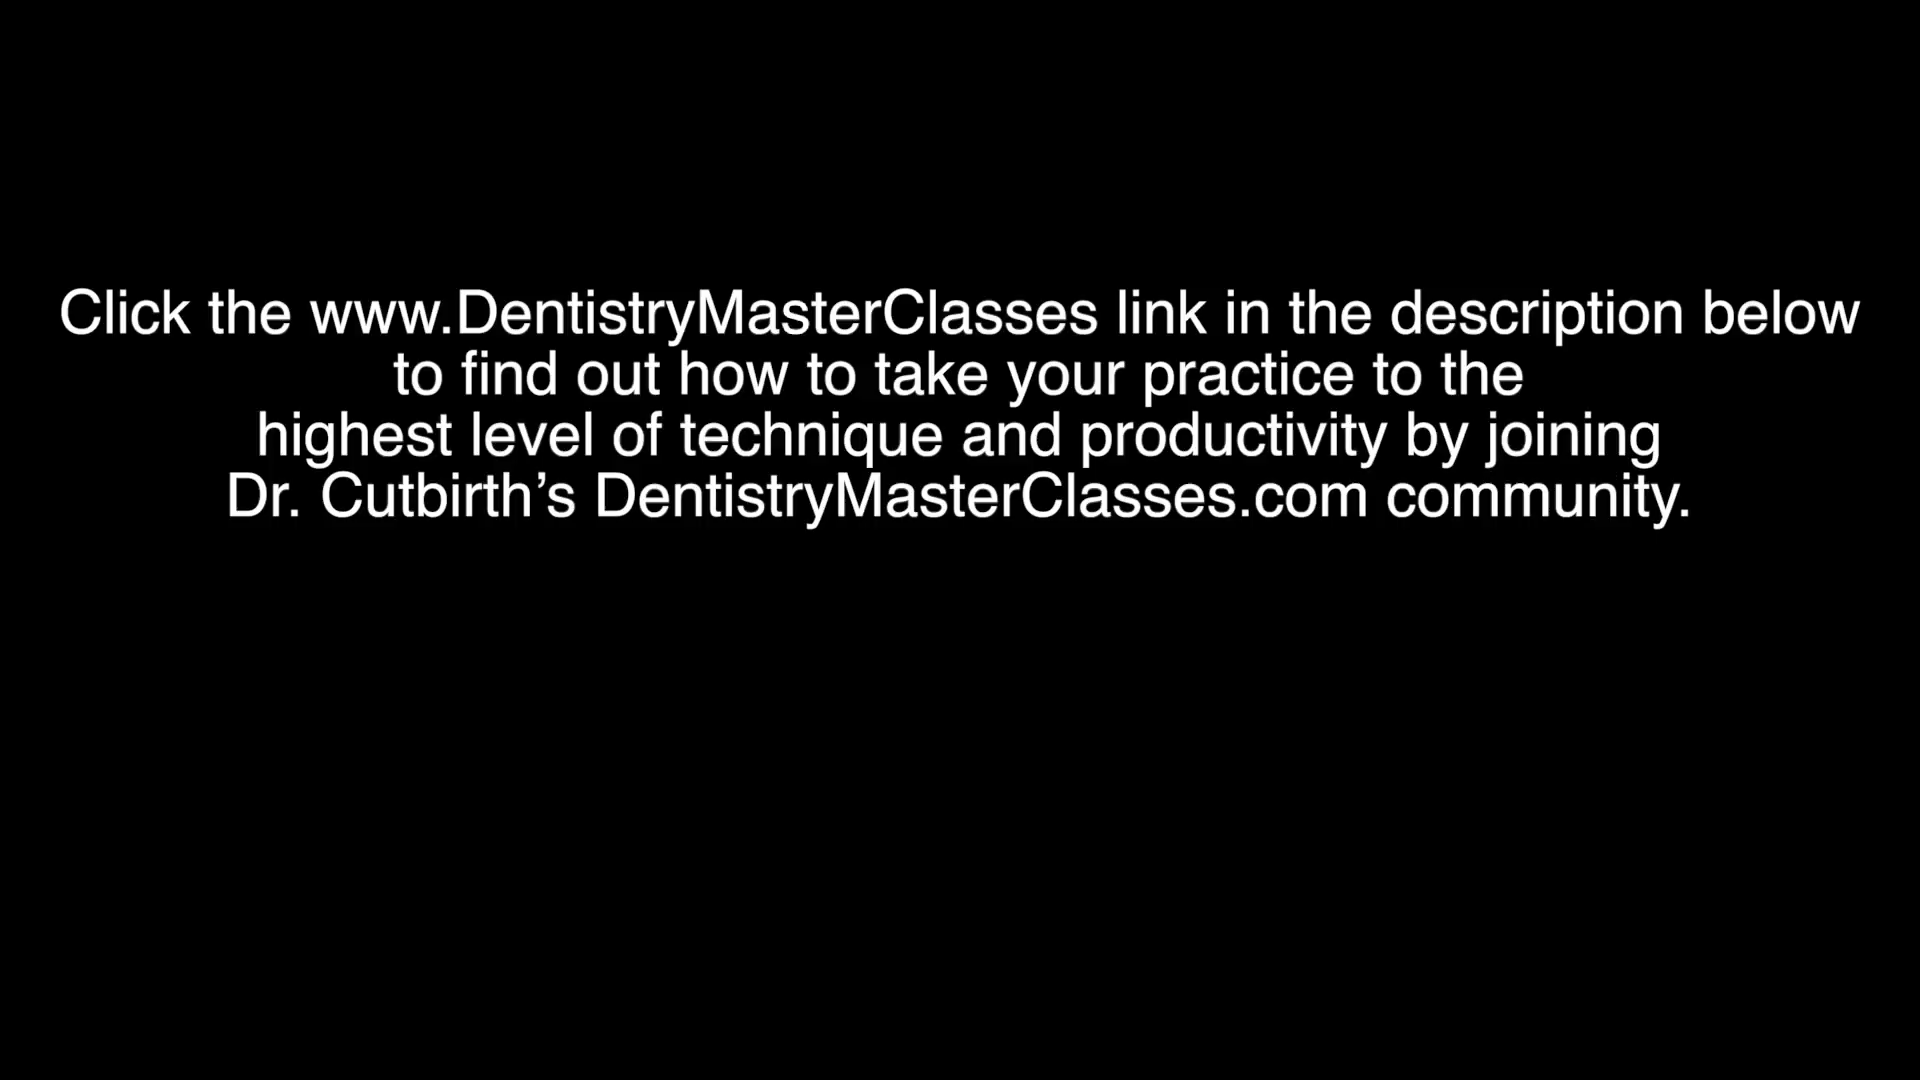 Click the www.DentistryMasterClasses link in the description below
to find out how to take your practice to the
highest level of technique and productivity by joining
Dr. Cutbirth’s DentistryMasterClasses.com community.